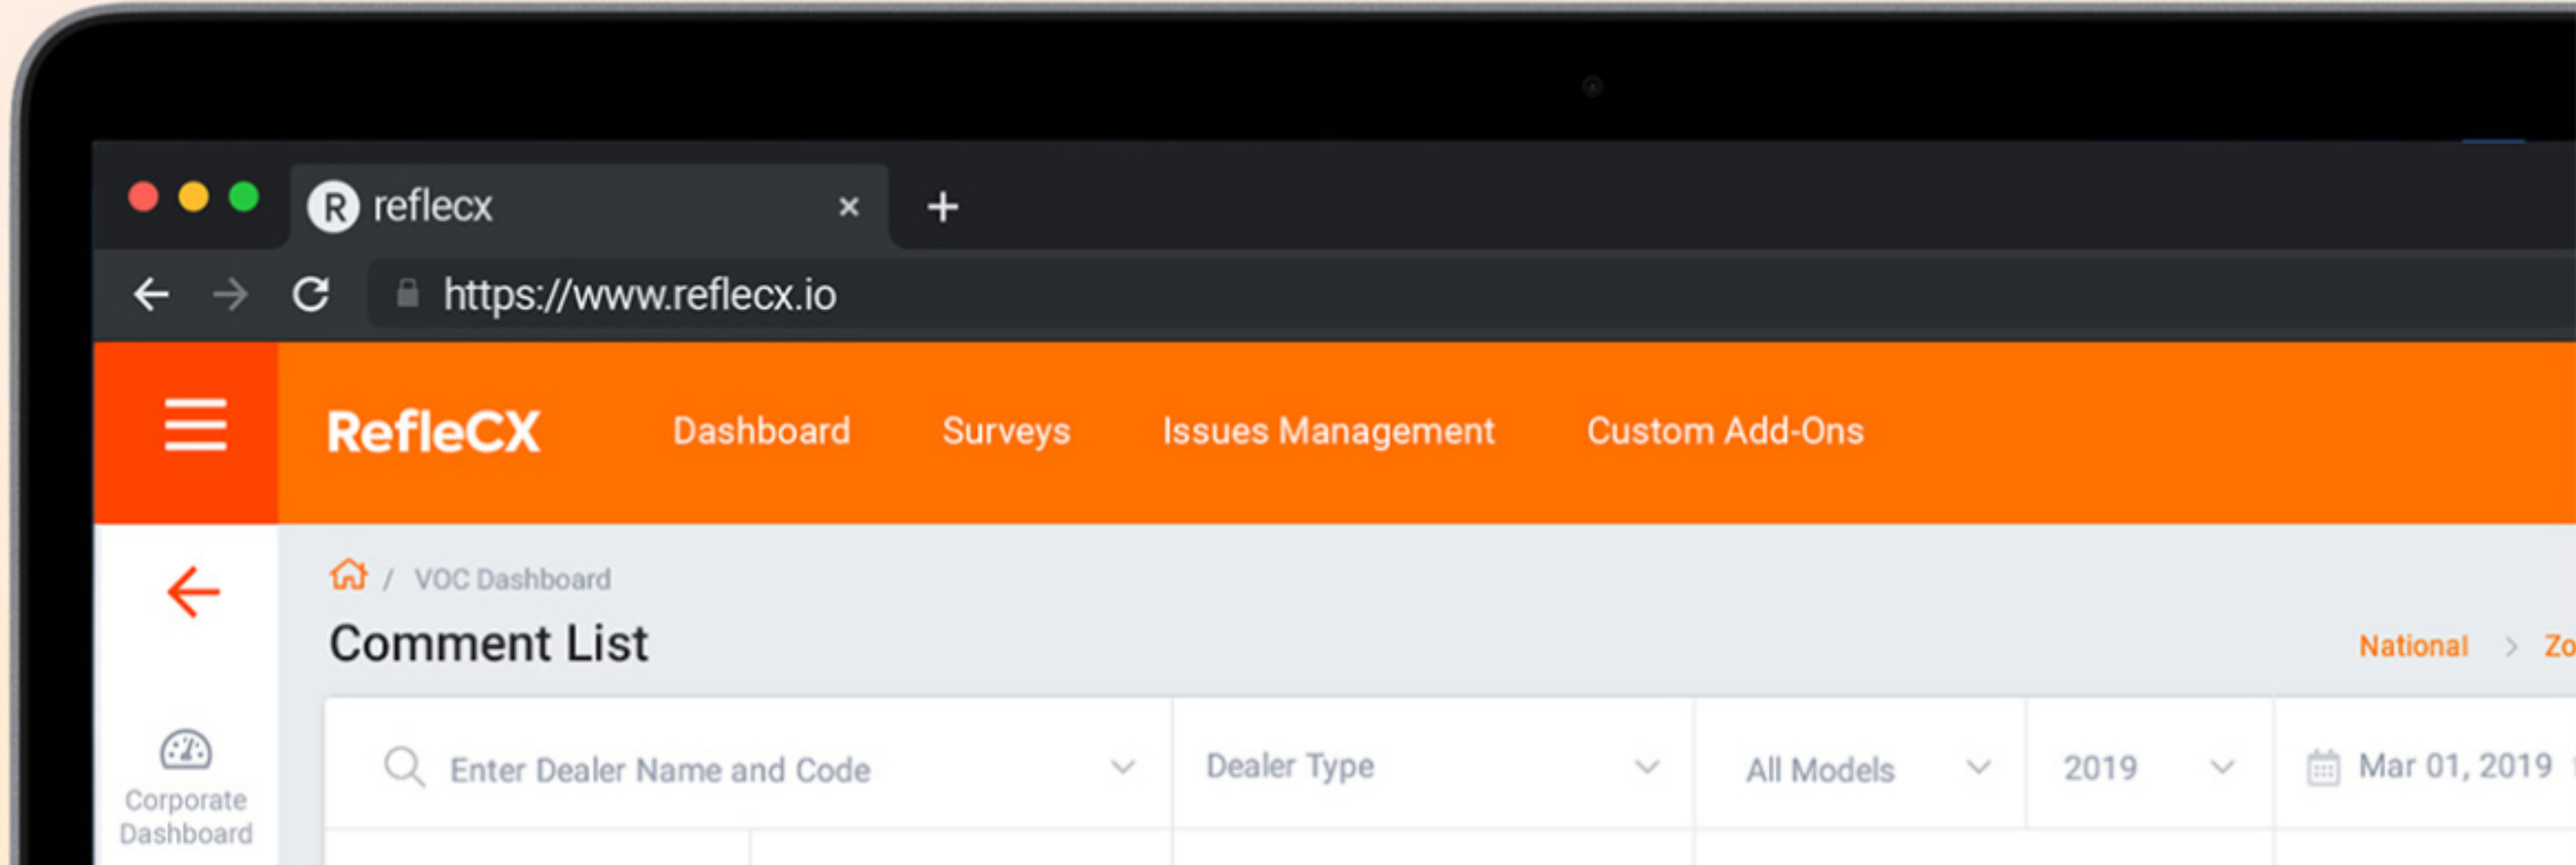 R reflecx
https://www.reflecx.io
RefleCX Dashboard Surveys Issues Management Custom Add-Ons
/ VOC Dashboard
Comment List
National > Zo
Enter Dealer Name and Code Dealer Type All Models 2019 Mar 01, 2019
Corporate
Dashboard